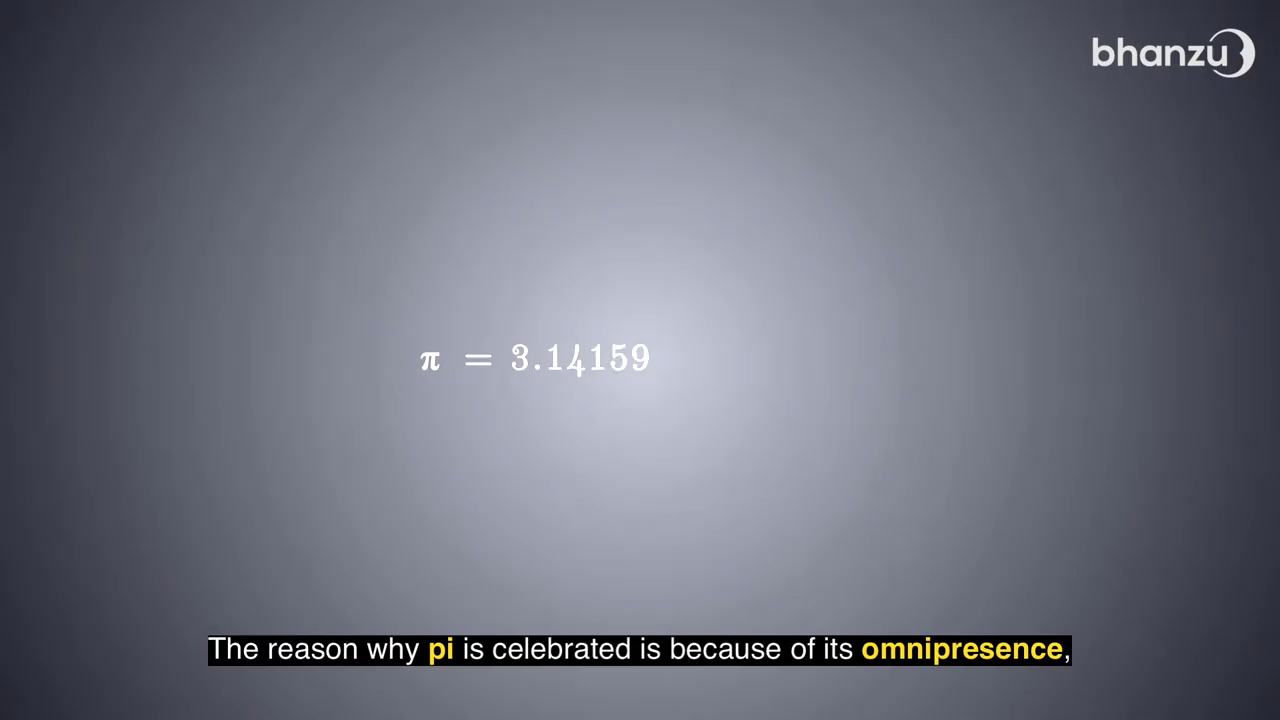 bhanzu
π = 3.14159
The reason why pi is celebrated is because of its omnipresence,